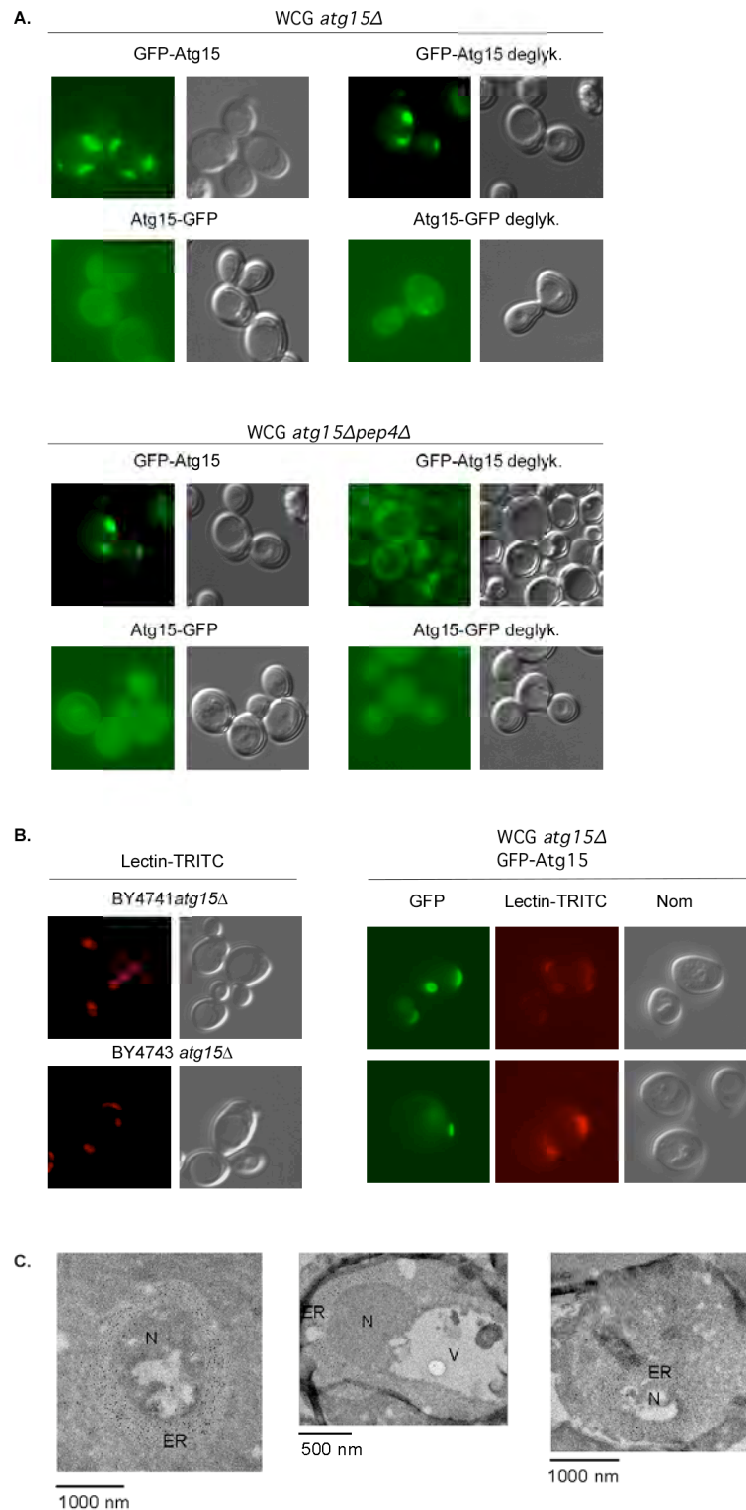 A.
WCG atg15Δ
GFP-Atg15 GFP-Atg15 deglyk.
Atg15-GFP Atg15-GFP deglyk.
WCG atg15Δpep4Δ
GFP-Atg15 GFP-Atg15 deglyk.
Atg15-GFP Atg15-GFP deglyk.
B.
Lectin-TRITC
BY4741atg15Δ
BY4743 atg15Δ
WCG atg15Δ
GFP-Atg15
GFP Lectin-TRITC Nom
C.
N
ER
1000 nm
ER
N
V
500 nm
ER
N
1000 nm